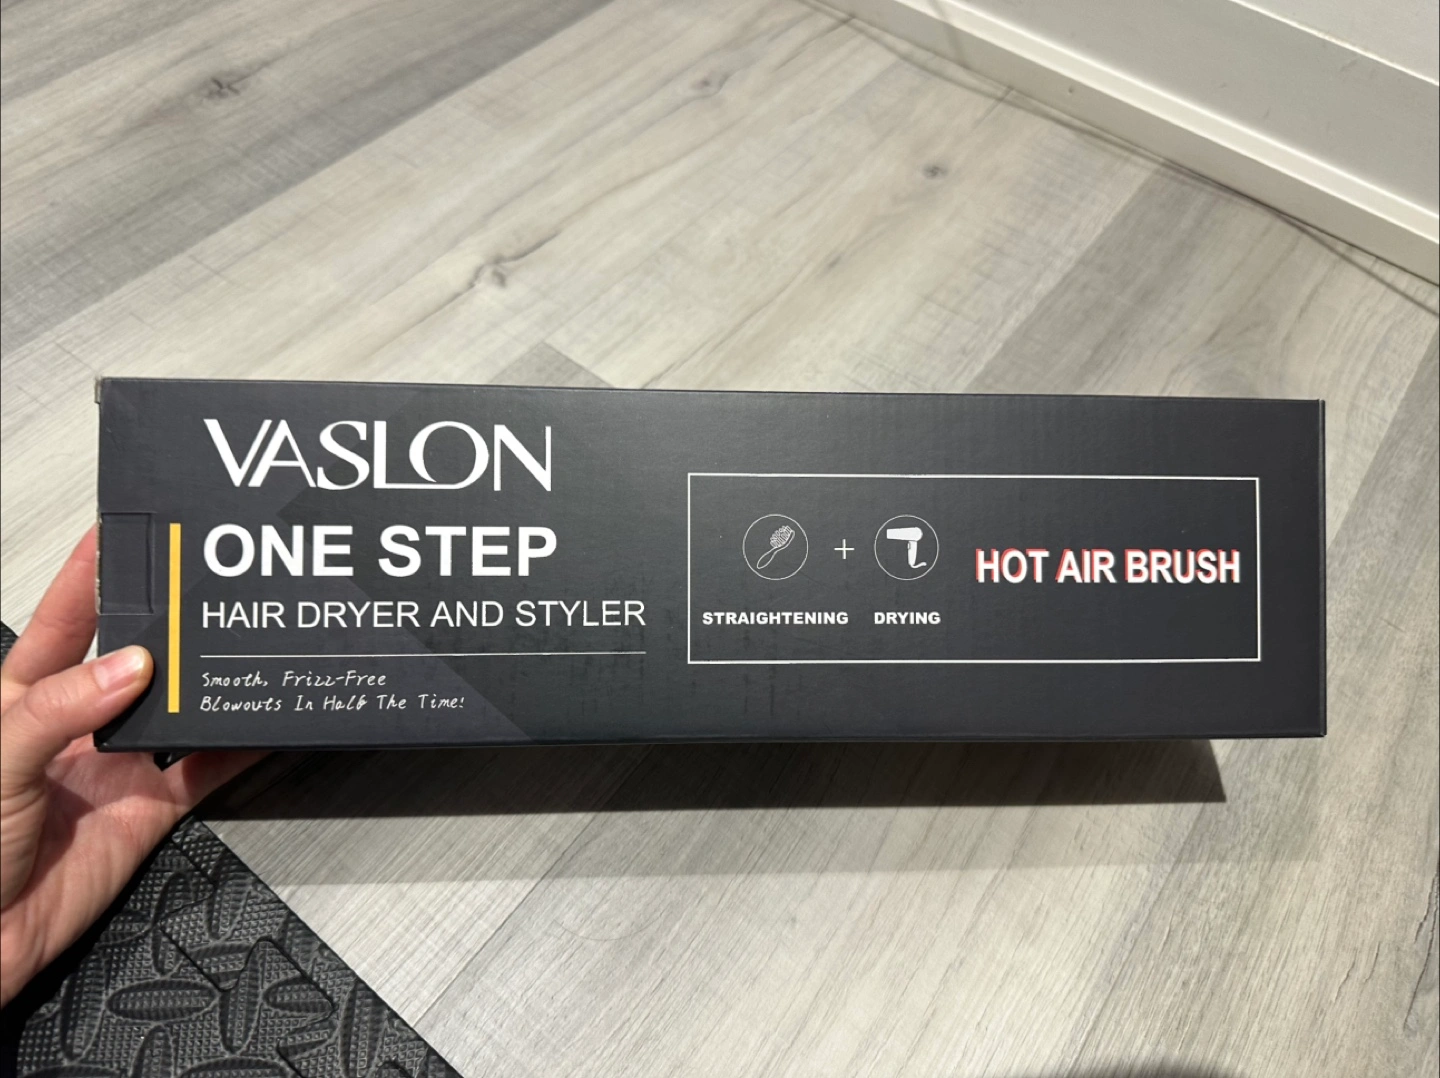 VASLON
ONE STEP
HAIR DRYER AND STYLER
Smooth, Frizz-Free
Blowouts In Half The Time!
+
STRAIGHTENING DRYING
HOT AIR BRUSH